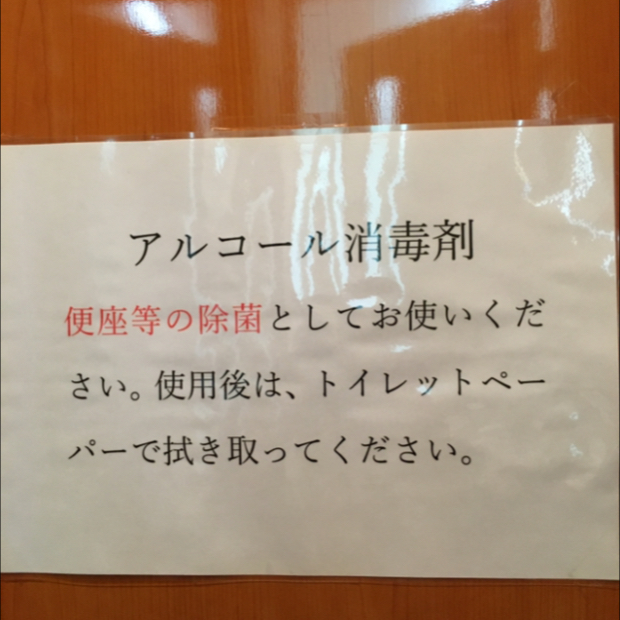 アルコール消毒剤
便座等の除菌としてお使いくだ
さい。使用後は、トイレットペー
パーで拭き取ってください。